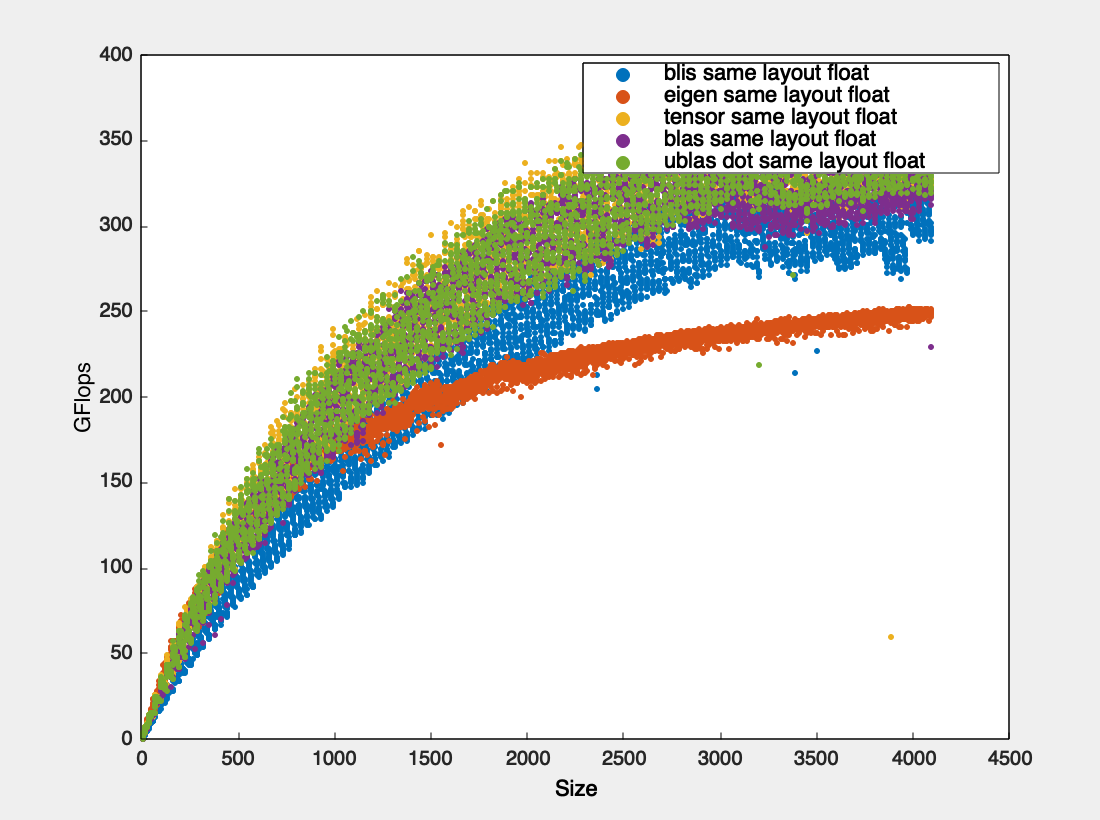 400
350
300
250
200
150
100
50
0
GFlops
blis same layout float
eigen same layout float
tensor same layout float
blas same layout float
ublas dot same layout float
0 500 1000 1500 2000 2500 3000 3500 4000 4500
Size